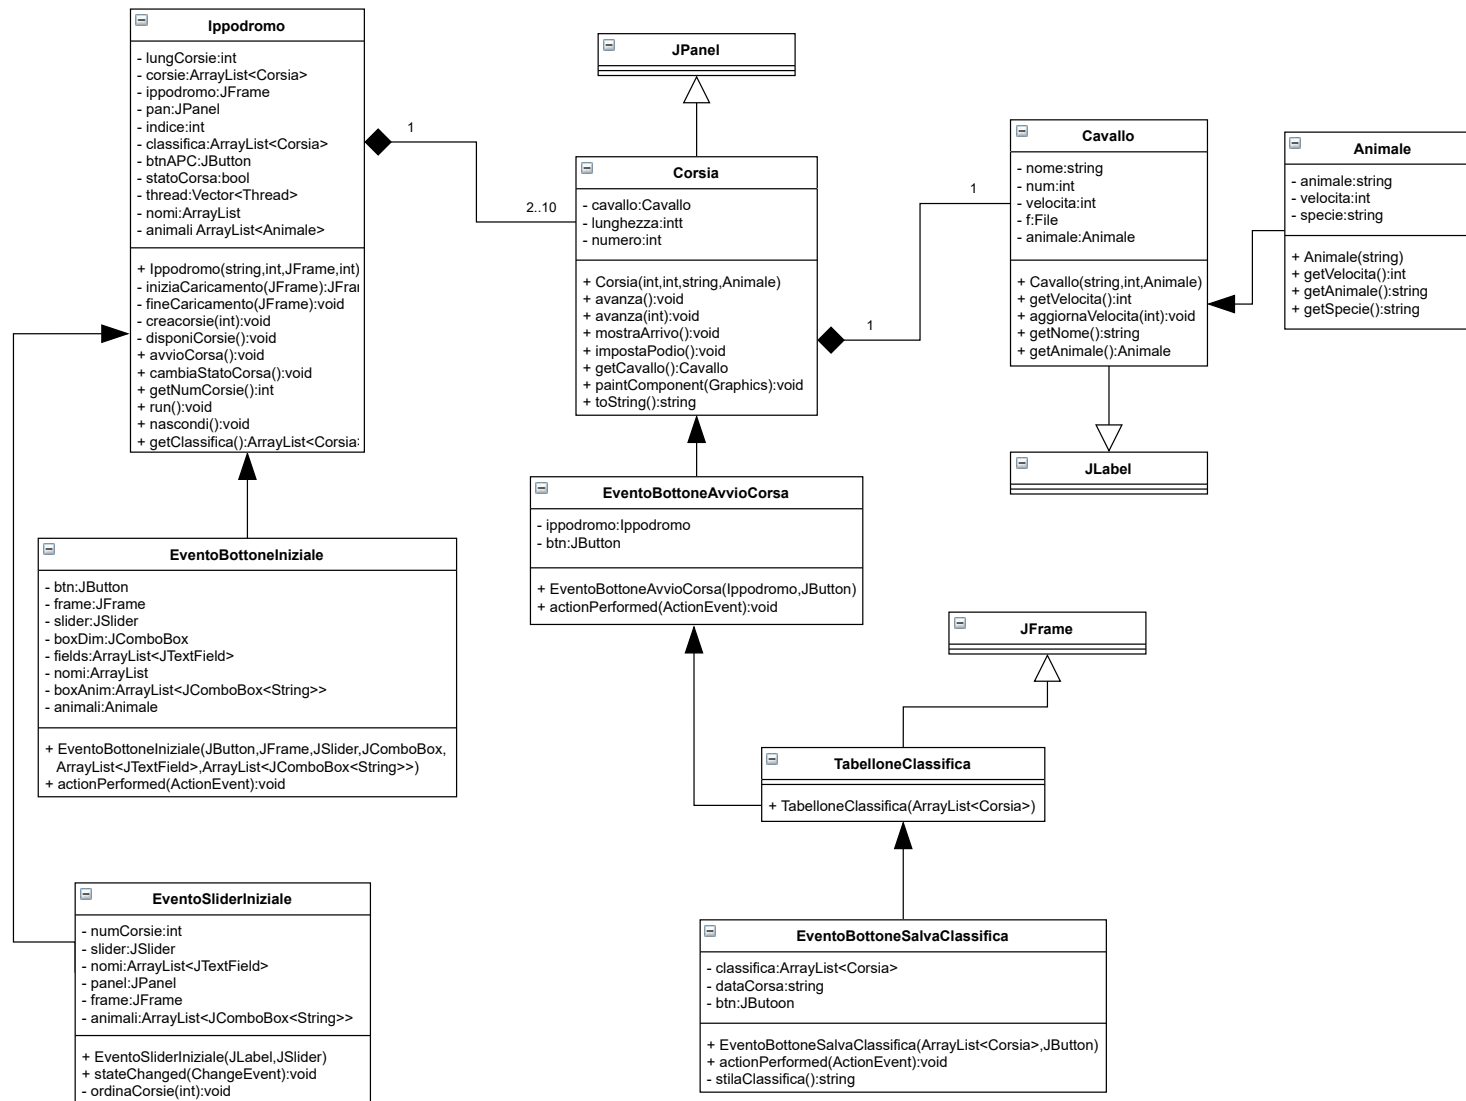 Ippodromo
- lungCorsie:int
- corsie:ArrayList<Corsia>
- ippodromo:JFrame
- pan:JPanel
- indice:int
- classifica:ArrayList<Corsia>
- btnAPC:JButton
- statoCorsa:bool
- thread:Vector<Thread>
- nomi:ArrayList
- animali ArrayList<Animale>
+ Ippodromo(string,int,JFrame,int)
- iniziaCaricamento(JFrame):JFrar
- fineCaricamento(JFrame):void
- creacorsie(int):void
- disponiCorsie():void
+ avvioCorsa():void
+ cambiaStatoCorsa():void
+ getNumCorsie():int
+ run():void
+ nascondi():void
+ getClassifica():ArrayList<Corsia>
1
2..10
JPanel
Corsia
- cavallo:Cavallo
- lunghezza:intt
- numero:int
+ Corsia(int,int,string,Animale)
+ avanza():void
+ avanza(int):void
+ mostraArrivo():void
+ impostaPodio():void
+ getCavallo():Cavallo
+ paintComponent(Graphics):void
+ toString():string
1
1
Cavallo
- nome:string
- num:int
- velocita:int
- f:File
- animale:Animale
+ Cavallo(string,int,Animale)
+ getVelocita():int
+ aggiornaVelocita(int):void
+ getNome():string
+ getAnimale():Animale
Animale
- animale:string
- velocita:int
- specie:string
+ Animale(string)
+ getVelocita():int
+ getAnimale():string
+ getSpecie():string
JLabel
EventoBottoneAvvioCorsa
- ippodromo:Ippodromo
- btn:JButton
+ EventoBottoneAvvioCorsa(Ippodromo,JButton)
+ actionPerformed(ActionEvent):void
EventoBottoneIniziale
- btn:JButton
- frame:JFrame
- slider:JSlider
- boxDim:JComboBox
- fields:ArrayList<JTextField>
- nomi:ArrayList
- boxAnim:ArrayList<JComboBox<String>>
- animali:Animale
+ EventoBottoneIniziale(JButton,JFrame,JSlider,JComboBox,
ArrayList<JTextField>,ArrayList<JComboBox<String>>)
+ actionPerformed(ActionEvent):void
JFrame
TabelloneClassifica
+ TabelloneClassifica(ArrayList<Corsia>)
EventoSliderIniziale
- numCorsie:int
- slider:JSlider
- nomi:ArrayList<JTextField>
- panel:JPanel
- frame:JFrame
- animali:ArrayList<JComboBox<String>>
+ EventoSliderIniziale(JLabel,JSlider)
+ stateChanged(ChangeEvent):void
- ordinaCorsie(int):void
EventoBottoneSalvaClassifica
- classifica:ArrayList<Corsia>
- dataCorsa:string
- btn:JButoon
+ EventoBottoneSalvaClassifica(ArrayList<Corsia>,JButton)
+ actionPerformed(ActionEvent):void
- stilaClassifica():string